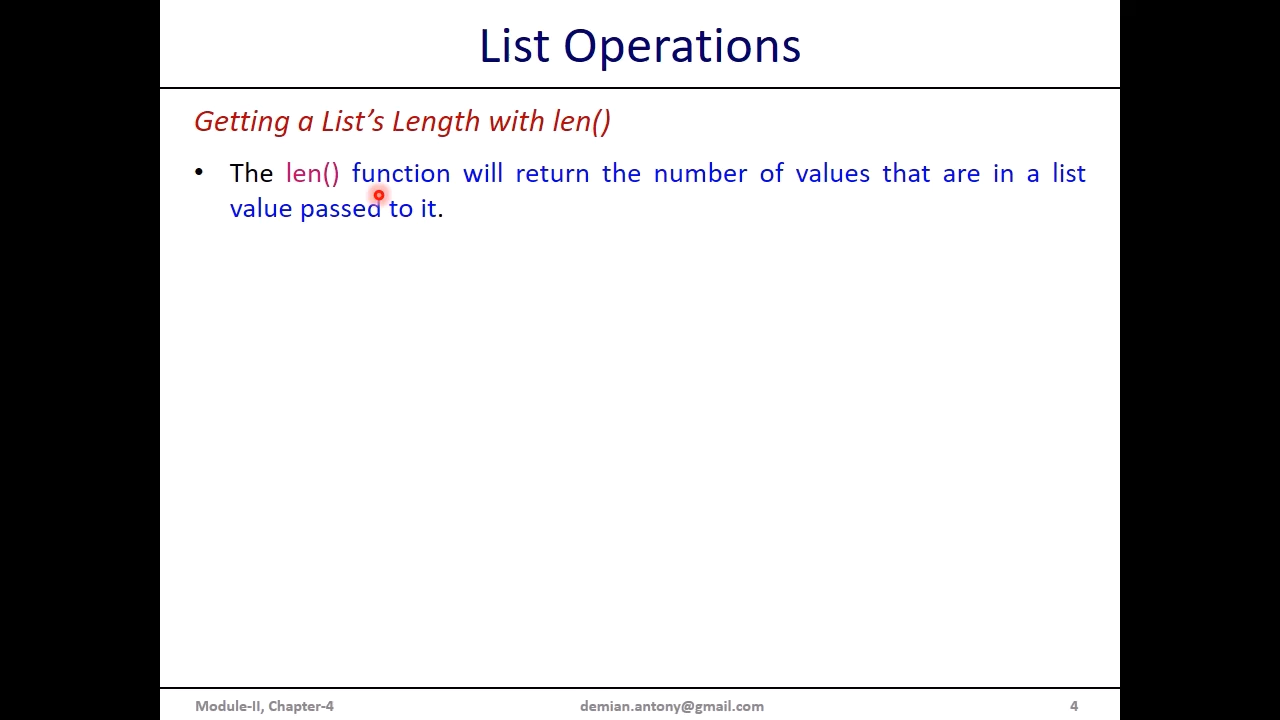 List Operations
Getting a List’s Length with len()
• The len() function will return the number of values that are in a list
value passed to it.
Module-II, Chapter-4
demian.antony@gmail.com
4